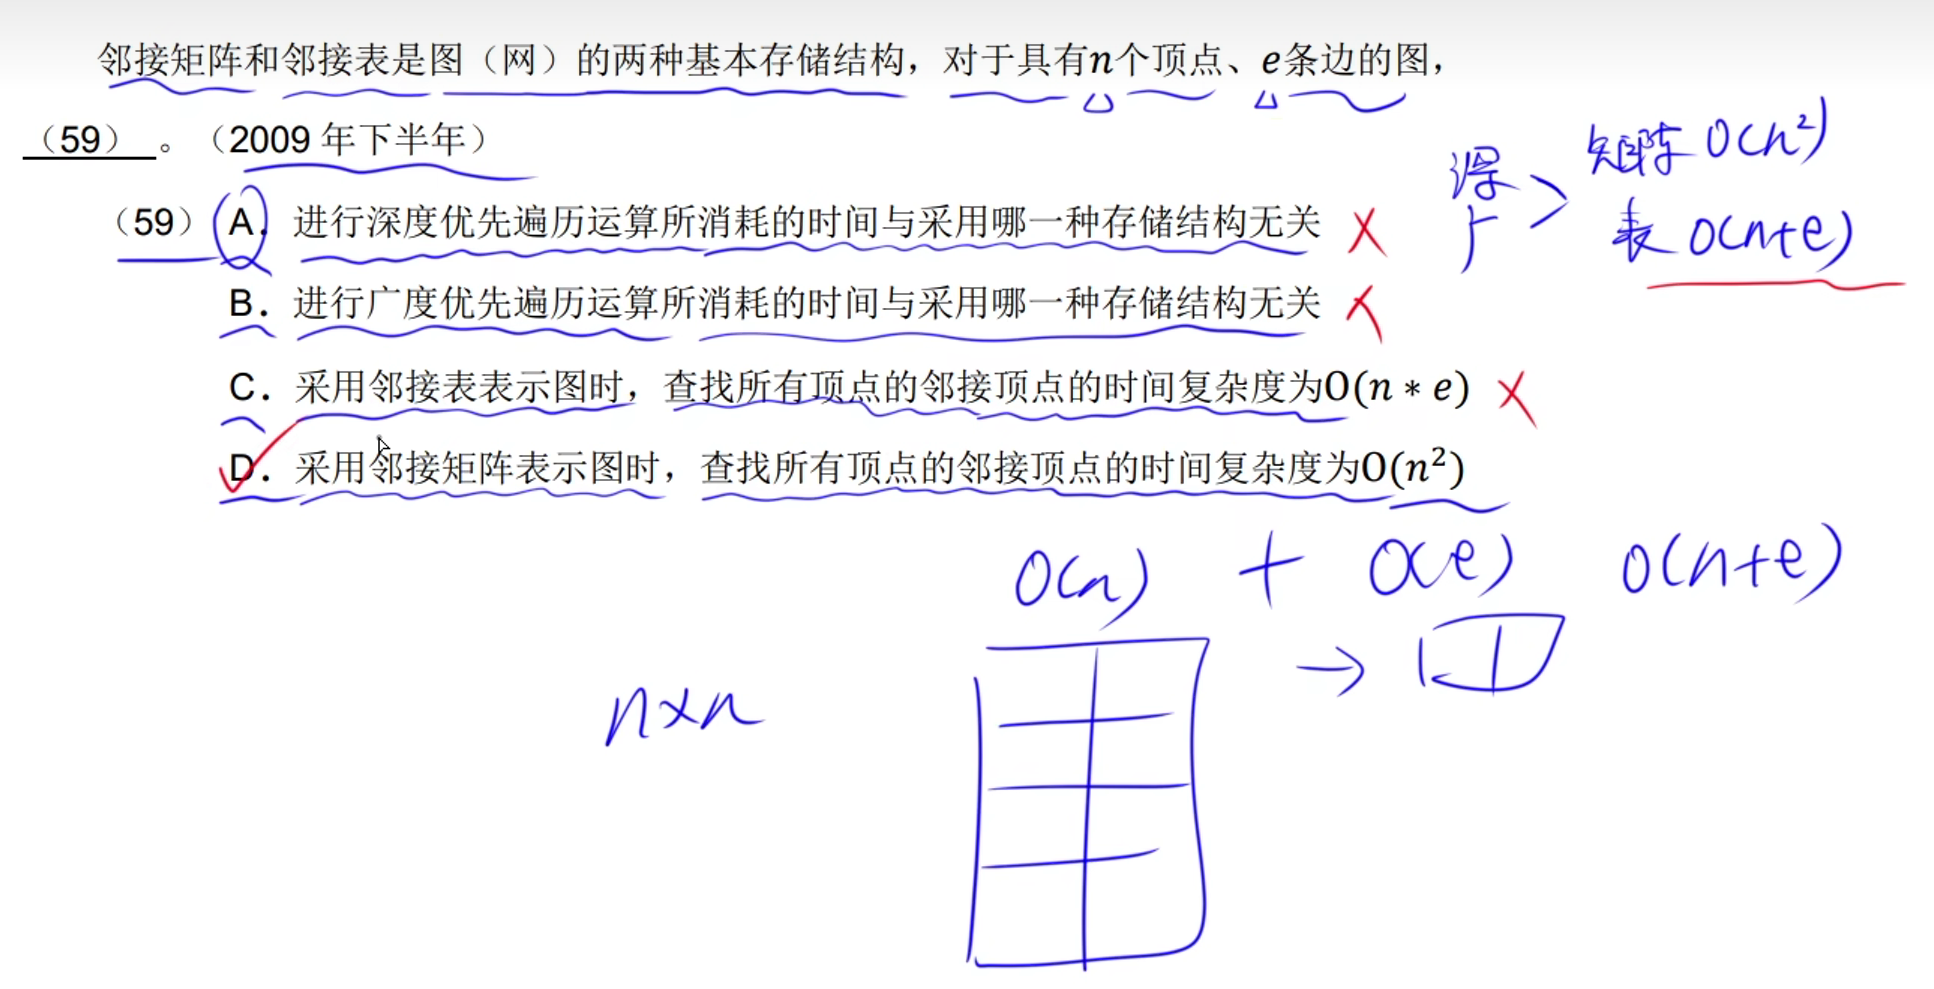 邻接矩阵和邻接表是图（网）的两种基本存储结构，对于具有n个顶点、e条边的图，
（59）。（2009 年下半年）
（59）A. 进行深度优先遍历运算所消耗的时间与采用哪一种存储结构无关
B. 进行广度优先遍历运算所消耗的时间与采用哪一种存储结构无关
C. 采用邻接表表示图时，查找所有顶点的邻接顶点的时间复杂度为O(n * e)
D. 采用邻接矩阵表示图时，查找所有顶点的邻接顶点的时间复杂度为O(n²)
深
广
矩阵 O(n²)
表 O(n+e)
O(n) + O(e) O(n+e)
n×n